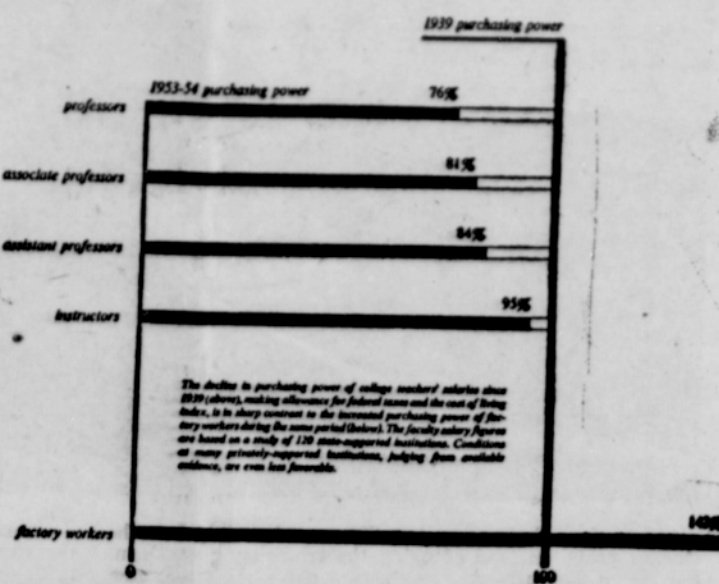 1939 purchasing power
1953-54 purchasing power 76%
professors
81%
associate professors
84%
assistant professors
95%
instructors
The decline in purchasing power of college teachers' salaries since
1939 (above), making allowance for federal taxes and the cost of living
index, is in sharp contrast to the increased purchasing power of fac-
tory workers during the same period (below). The faculty salary figures
are based on a study of 120 state-supported institutions. Conditions
at many privately-supported institutions, judging from available
evidence, are even less favorable.
factory workers
0 100